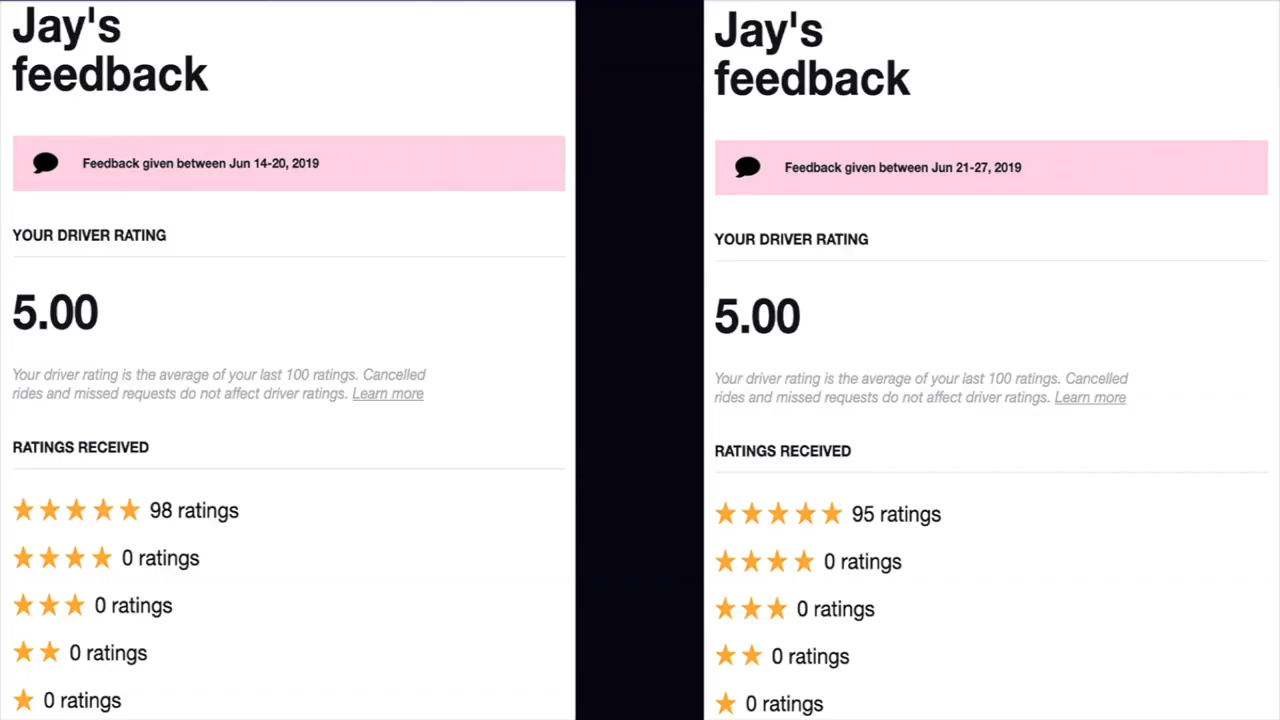 Jay's
feedback
Feedback given between Jun 14-20, 2019
YOUR DRIVER RATING
5.00
Your driver rating is the average of your last 100 ratings. Cancelled
rides and missed requests do not affect driver ratings. Learn more
RATINGS RECEIVED
98 ratings
0 ratings
0 ratings
0 ratings
0 ratings
Jay's
feedback
Feedback given between Jun 21-27, 2019
YOUR DRIVER RATING
5.00
Your driver rating is the average of your last 100 ratings. Cancelled
rides and missed requests do not affect driver ratings. Learn more
RATINGS RECEIVED
95 ratings
0 ratings
0 ratings
0 ratings
0 ratings